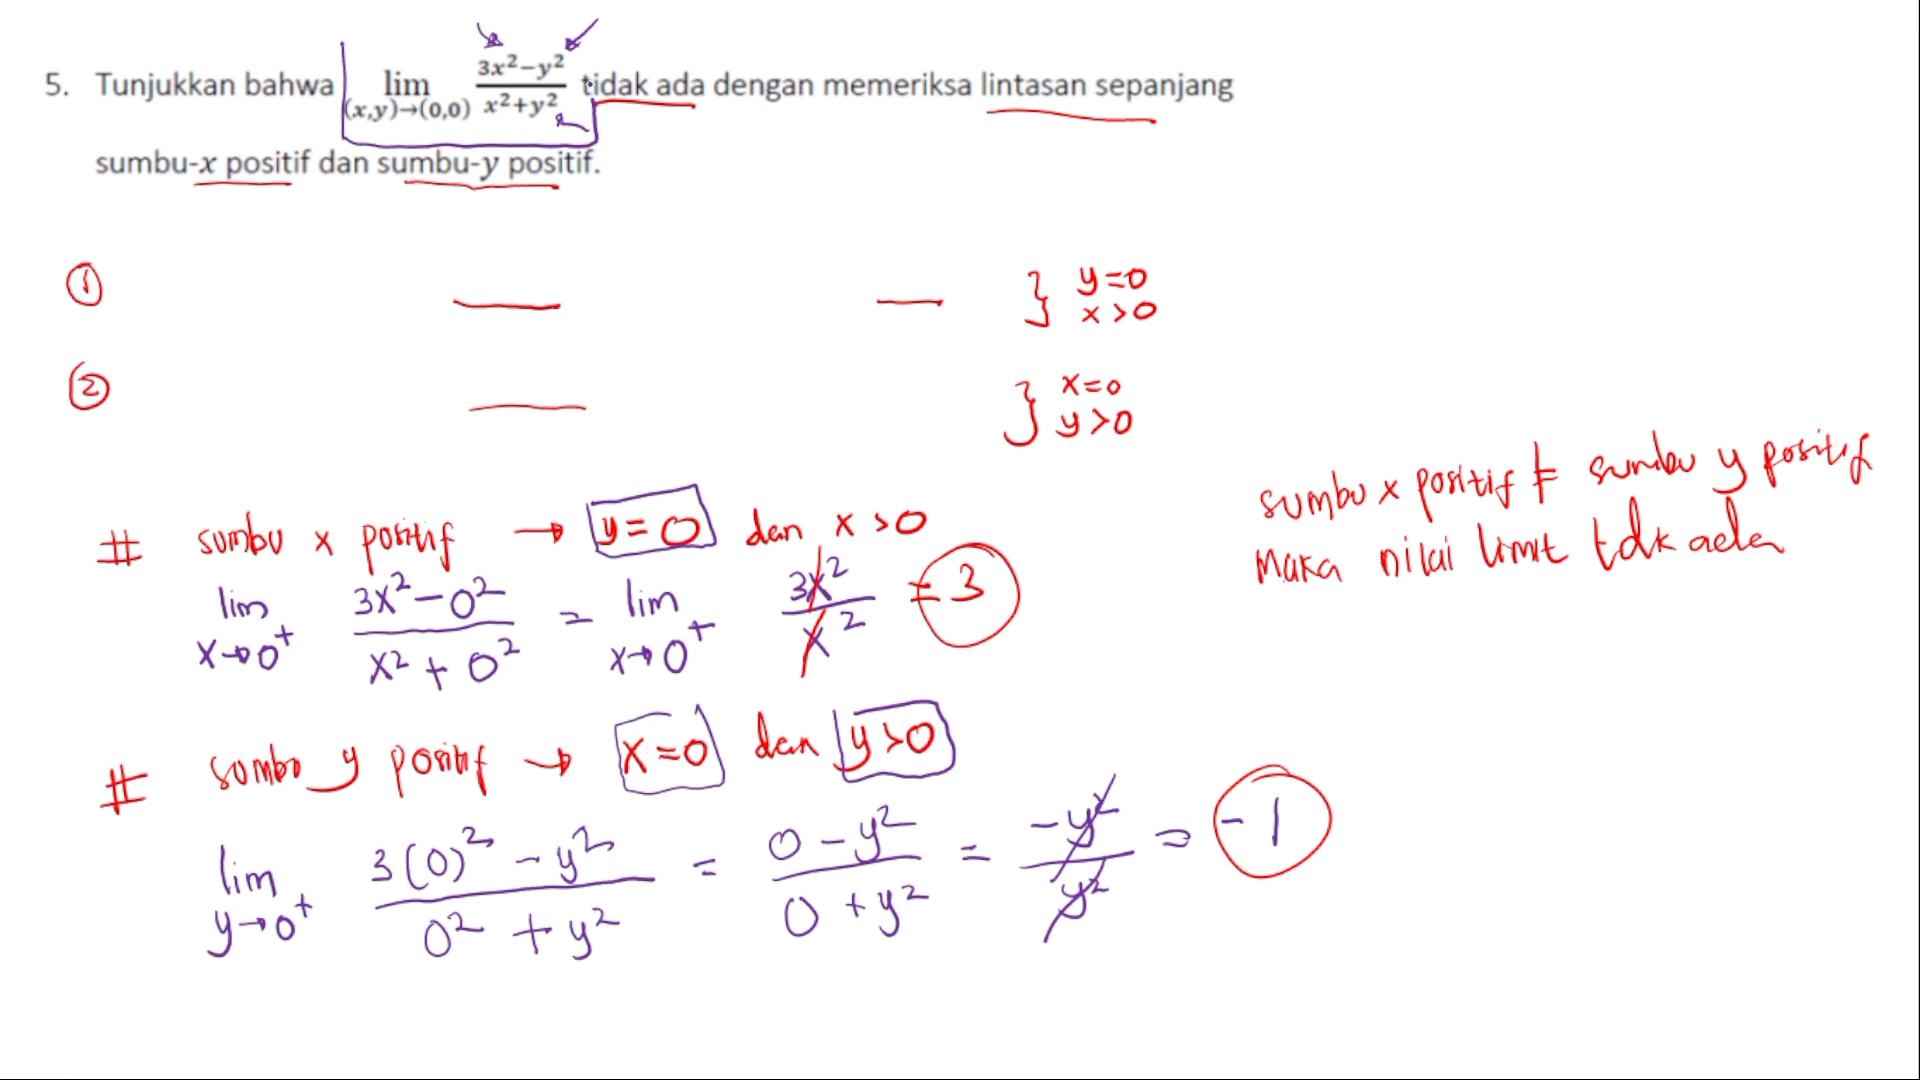 5. Tunjukkan bahwa lim (x,y)→(0,0) 3x²−y² / x²+y² tidak ada dengan memeriksa lintasan sepanjang
sumbu-x positif dan sumbu-y positif.
① } y=0
x>0
② } x=0
y>0
sumbu x positif ≠ sumbu y positif
maka nilai limit tdk ada
# sumbu x positif → y=0 dan x>0
lim x→0⁺ 3x²−0² / x²+0² = lim x→0⁺ 3x² / x² = 3
# sumbu y positif → x=0 dan y>0
lim y→0⁺ 3(0)²−y² / 0²+y² = 0−y² / 0+y² = −y² / y² = −1